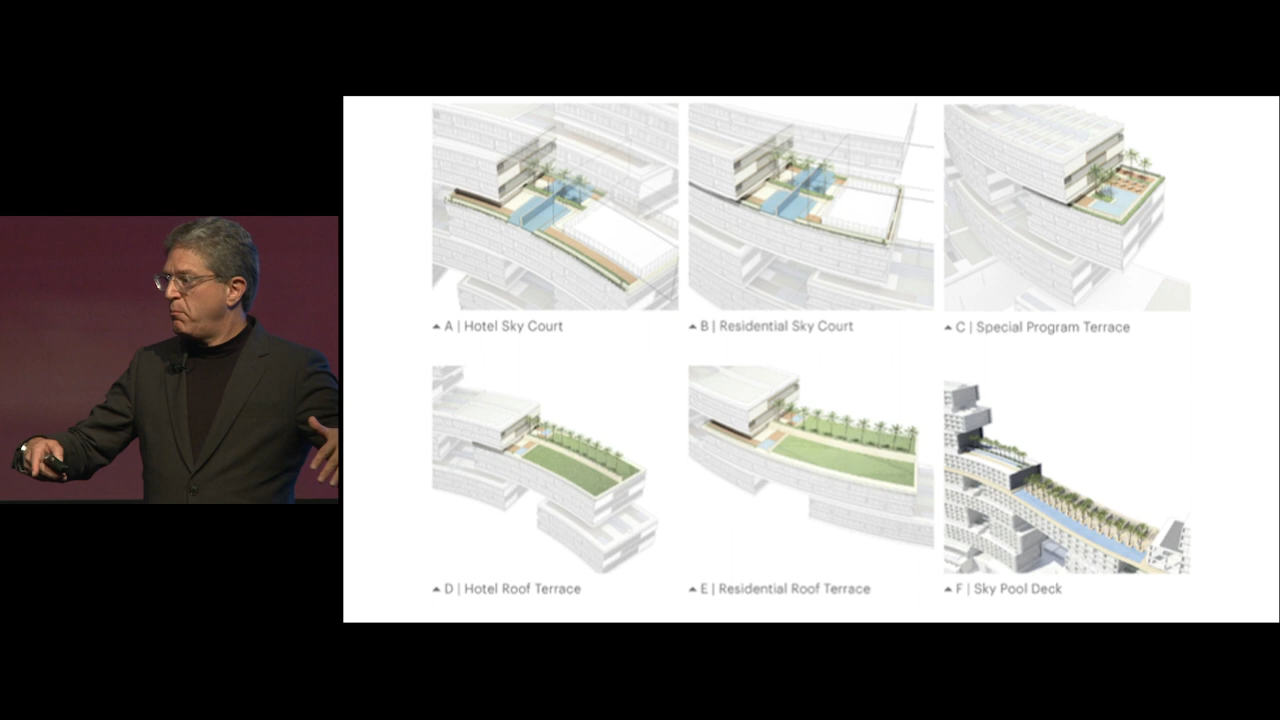 ▲ A | Hotel Sky Court
▲ B | Residential Sky Court
▲ C | Special Program Terrace
▲ D | Hotel Roof Terrace
▲ E | Residential Roof Terrace
▲ F | Sky Pool Deck